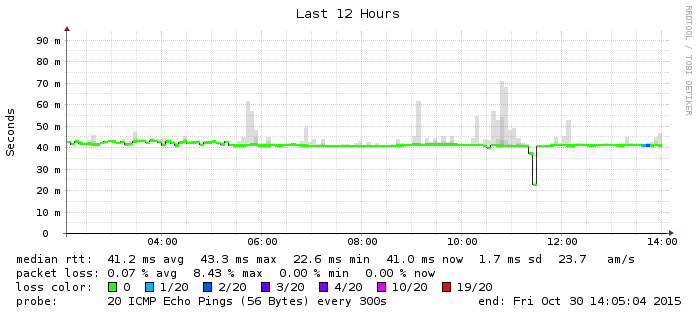 Last 12 Hours
RRDTOOL / TOBI OETIKER
Seconds
90 m
80 m
70 m
60 m
50 m
40 m
30 m
20 m
10 m
0
04:00 06:00 08:00 10:00 12:00 14:00
median rtt: 41.2 ms avg 43.3 ms max 22.6 ms min 41.0 ms now 1.7 ms sd 23.7 am/s
packet loss: 0.07 % avg 8.43 % max 0.00 % min 0.00 % now
loss color: 0 1/20 2/20 3/20 4/20 10/20 19/20
probe: 20 ICMP Echo Pings (56 Bytes) every 300s end: Fri Oct 30 14:05:04 2015